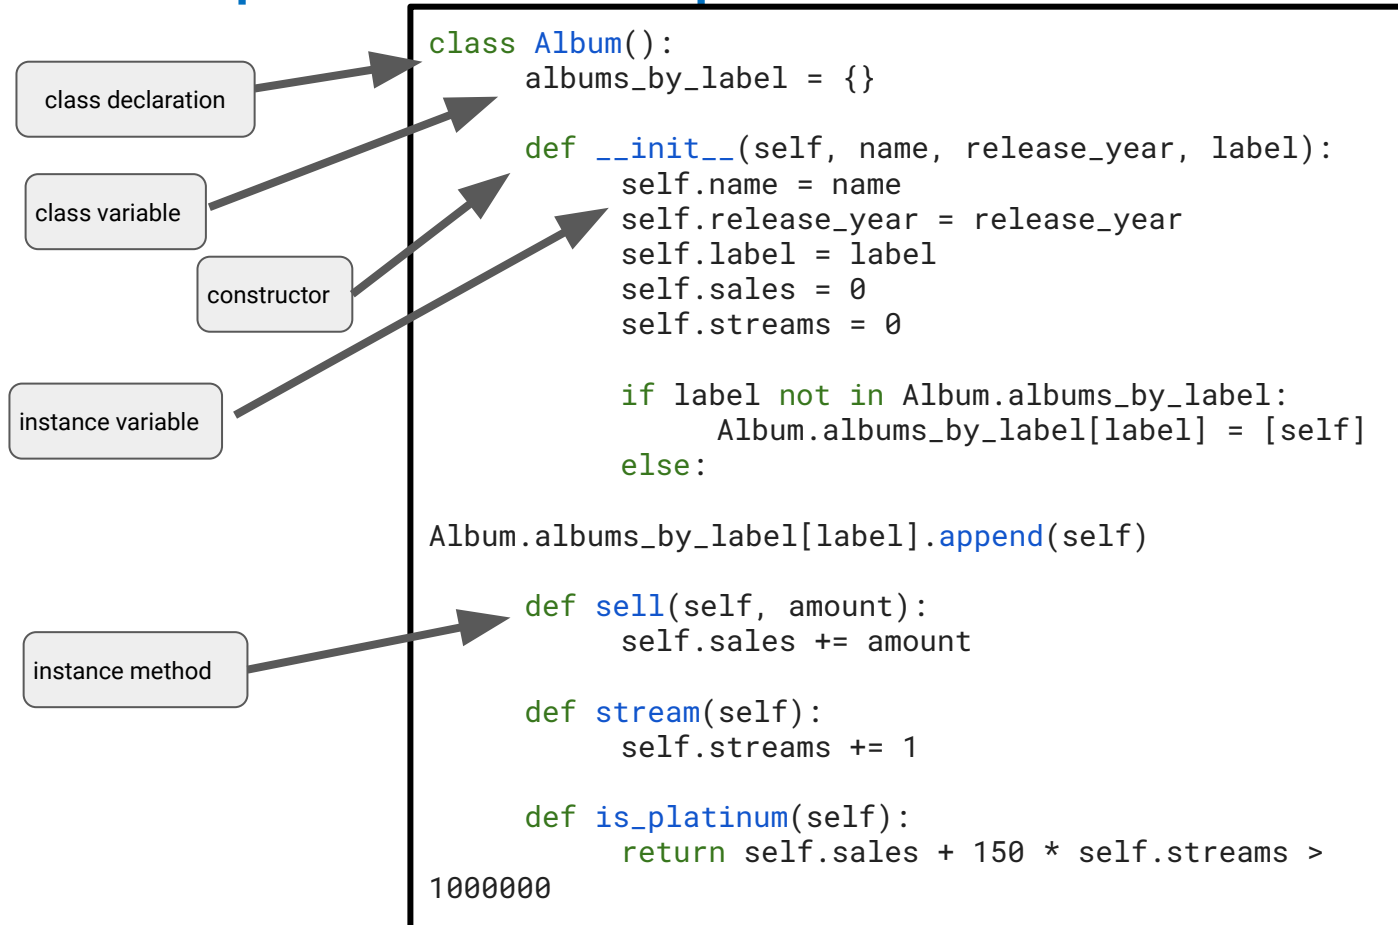 class Album():
albums_by_label = {}
def __init__(self, name, release_year, label):
self.name = name
self.release_year = release_year
self.label = label
self.sales = 0
self.streams = 0
if label not in Album.albums_by_label:
Album.albums_by_label[label] = [self]
else:
Album.albums_by_label[label].append(self)
def sell(self, amount):
self.sales += amount
def stream(self):
self.streams += 1
def is_platinum(self):
return self.sales + 150 * self.streams >
1000000
class declaration
class variable
constructor
instance variable
instance method